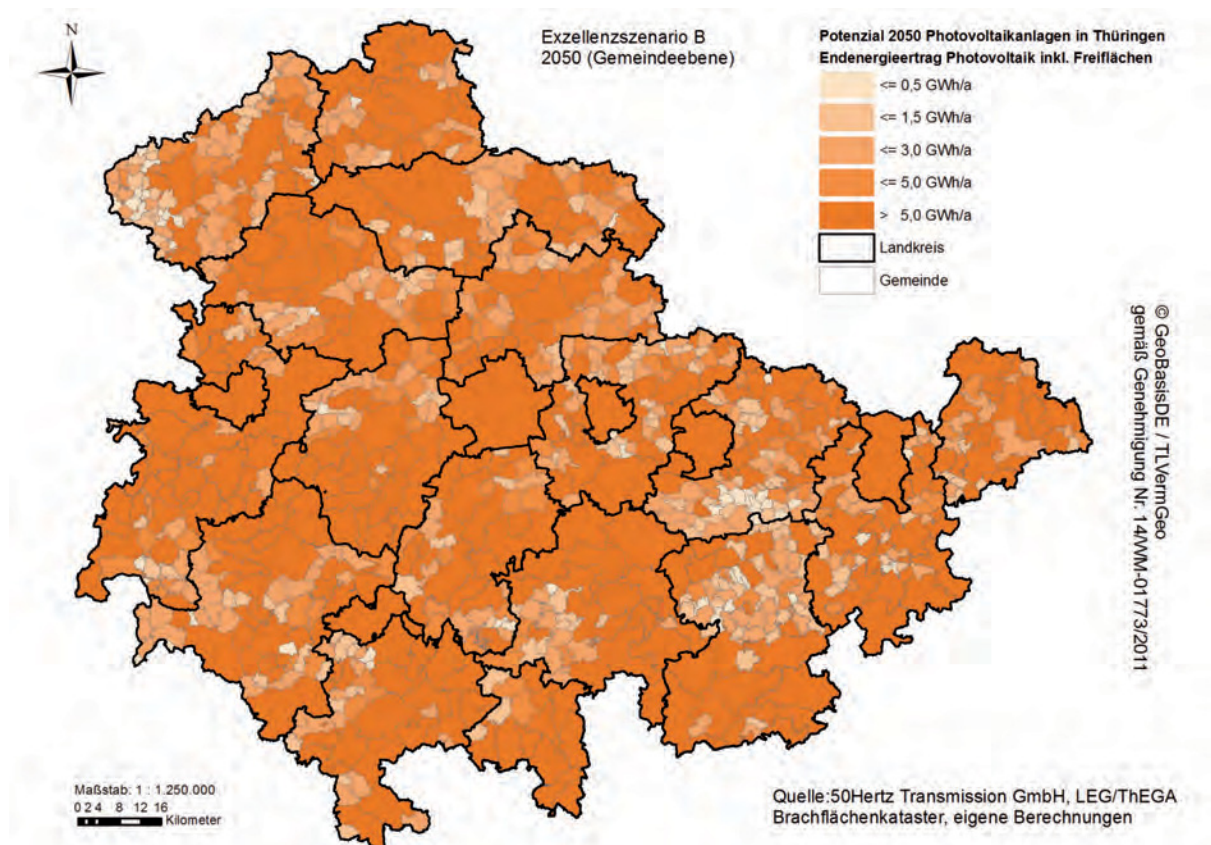 N
Exzellenzszenario B
2050 (Gemeindeebene)
Potenzial 2050 Photovoltaikanlagen in Thüringen
Endenergieertrag Photovoltaik inkl. Freiflächen
<= 0,5 GWh/a
<= 1,5 GWh/a
<= 3,0 GWh/a
<= 5,0 GWh/a
> 5,0 GWh/a
Landkreis
Gemeinde
© GeoBasisDE / TLVermGeo
gemäß Genehmigung Nr. 14/WM-01773/2011
Maßstab: 1 : 1.250.000
0 2 4 8 12 16
Kilometer
Quelle:50Hertz Transmission GmbH, LEG/ThEGA
Brachflächenkataster, eigene Berechnungen